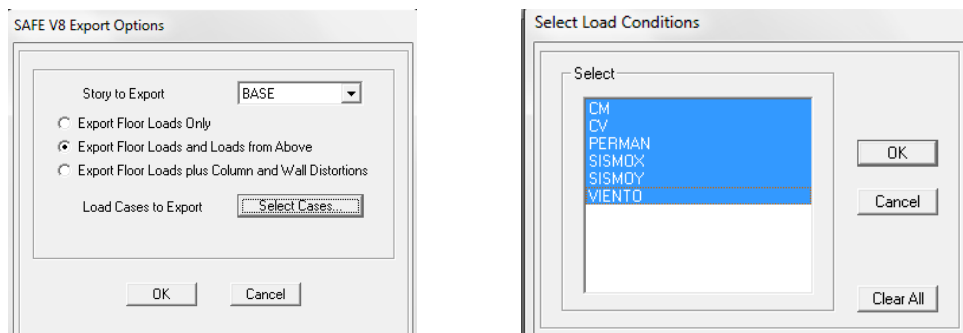 SAFE V8 Export Options
Story to Export BASE
Export Floor Loads Only
Export Floor Loads and Loads from Above
Export Floor Loads plus Column and Wall Distortions
Load Cases to Export Select Cases...
OK Cancel
Select Load Conditions
Select
CM
CV
PERMAN
SISMOX
SISMOY
VIENTO
OK
Cancel
Clear All